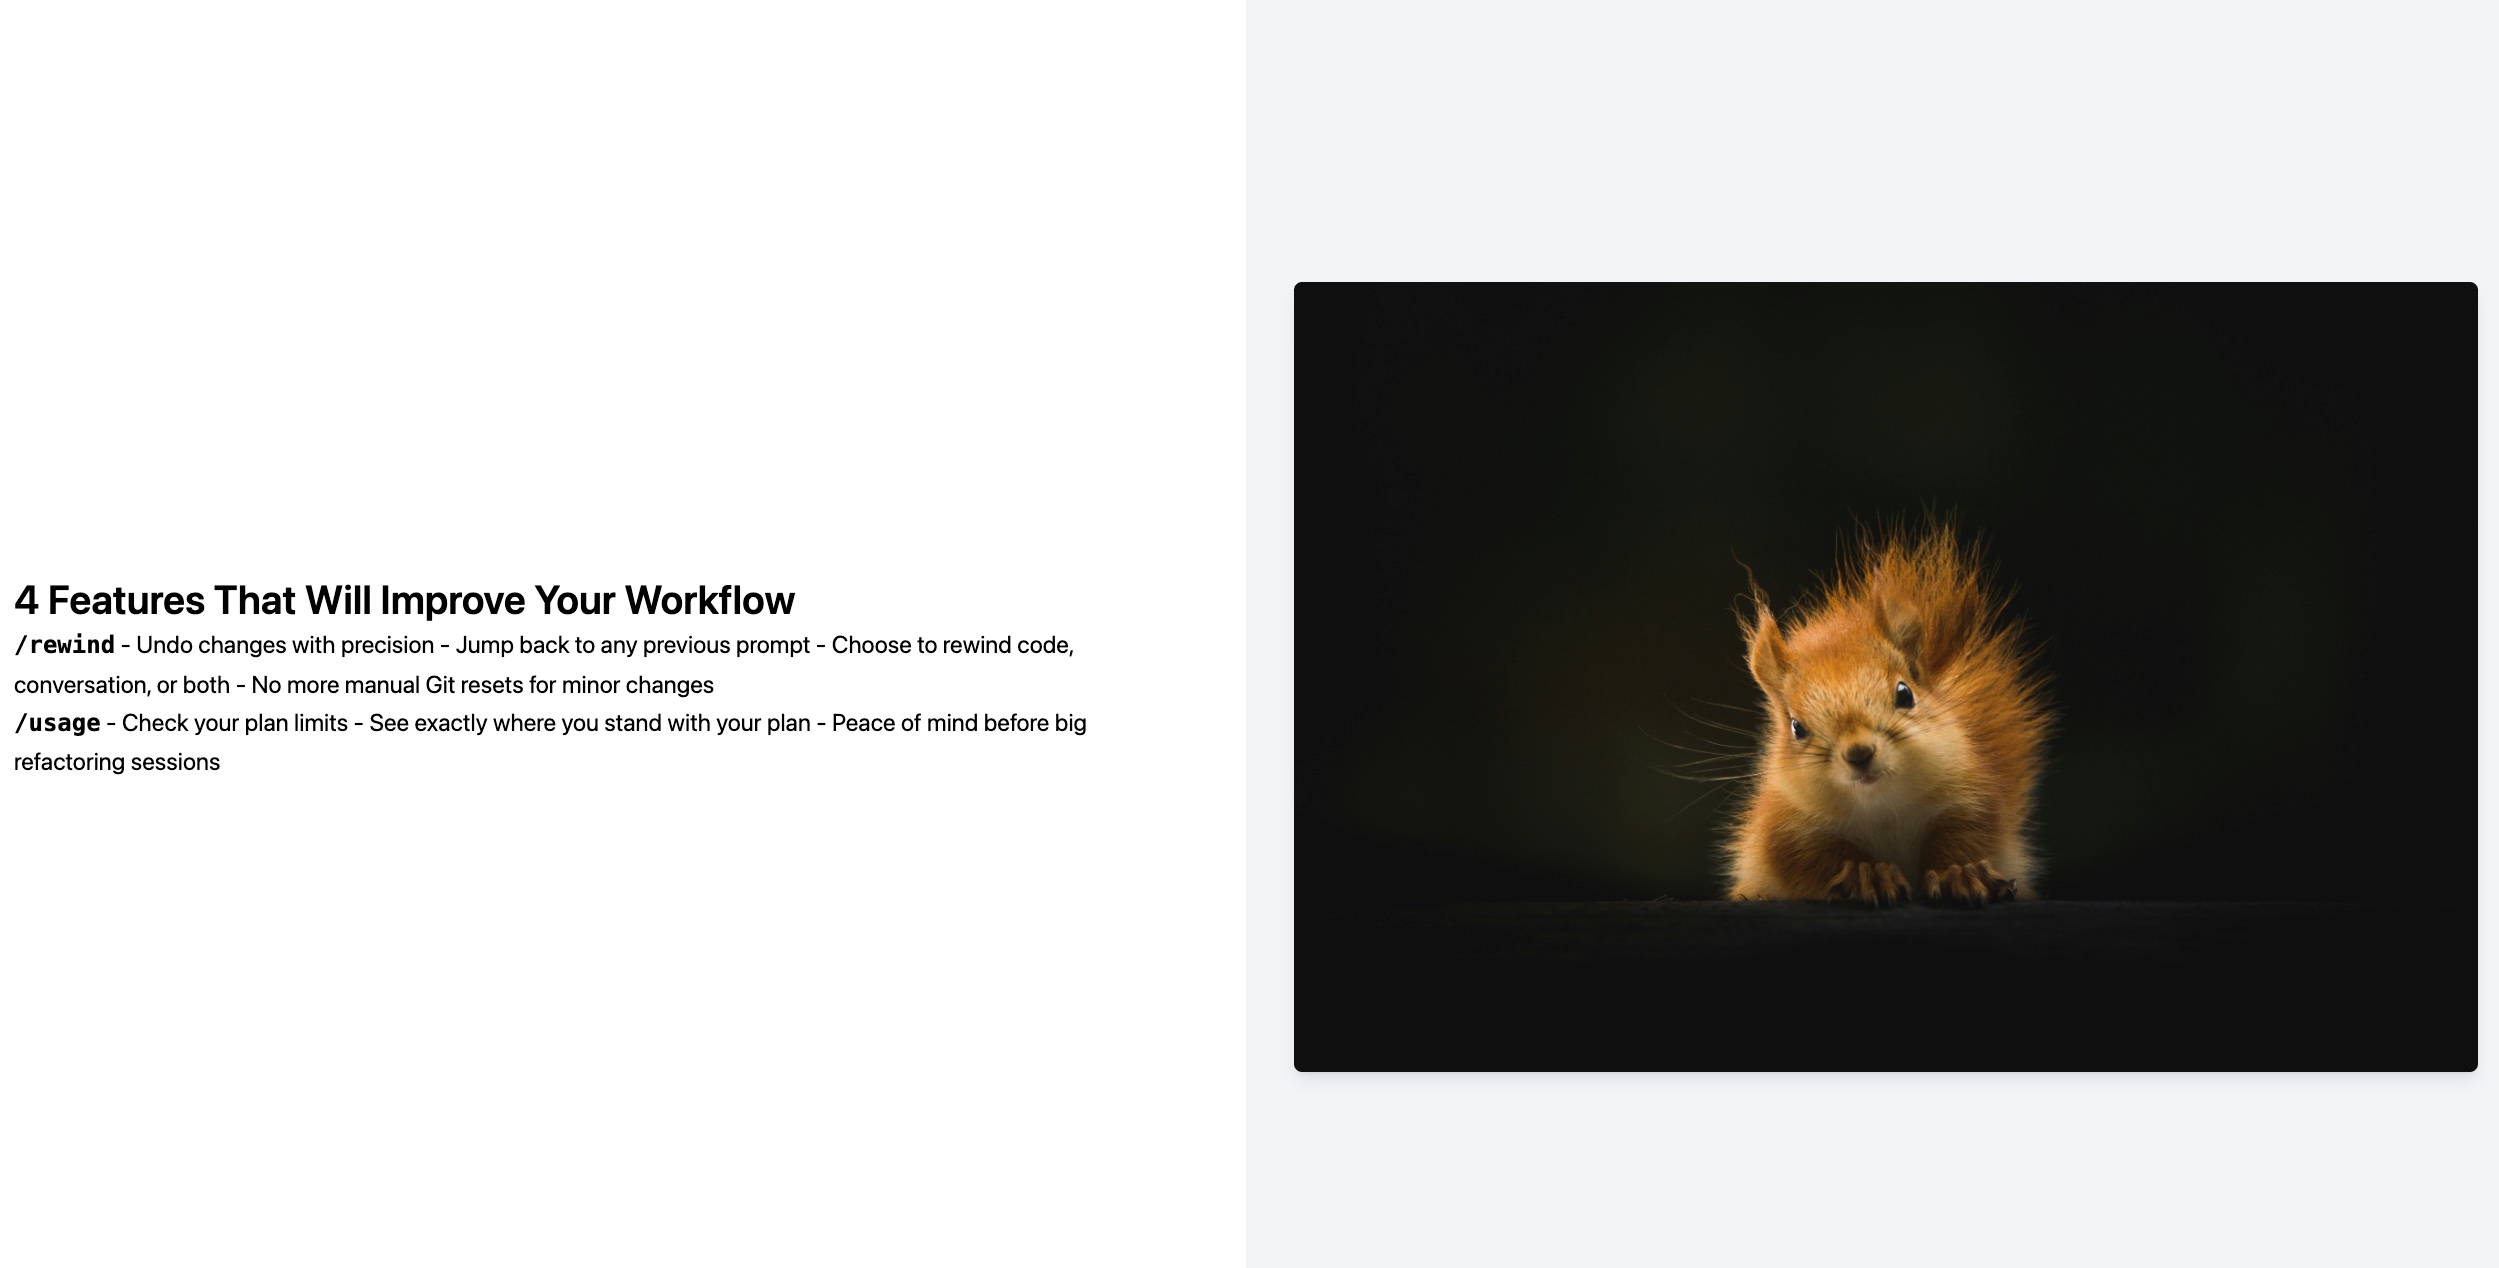 4 Features That Will Improve Your Workflow
/rewind - Undo changes with precision - Jump back to any previous prompt - Choose to rewind code,
conversation, or both - No more manual Git resets for minor changes
/usage - Check your plan limits - See exactly where you stand with your plan - Peace of mind before big
refactoring sessions